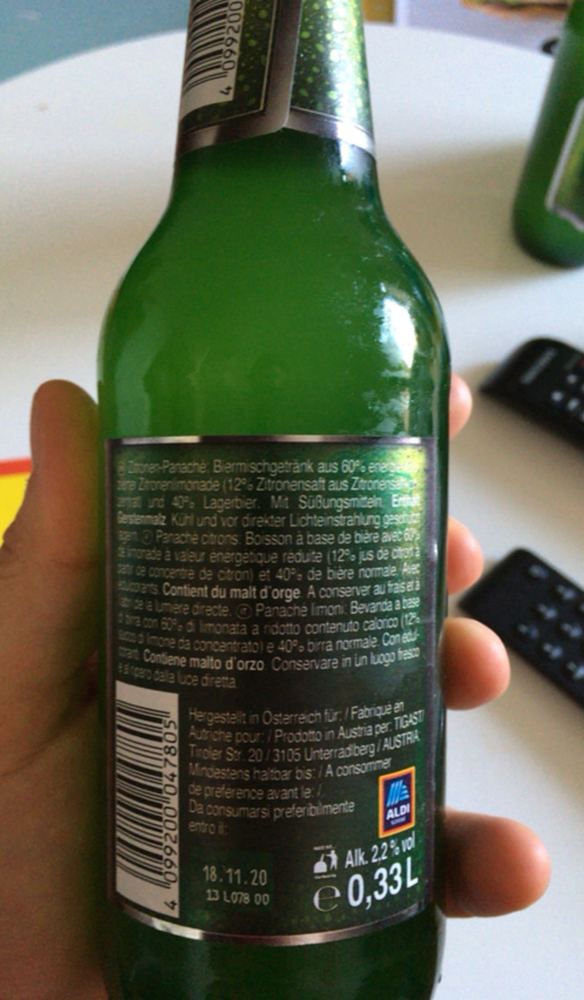 4 099200
Zitronen-Panaché: Biermischgetränk aus 60% energiere
zierter Zitronenlimonade (12% Zitronensaft aus Zitronensaftkon-
zentrat) und 40% Lagerbier. Mit Süßungsmitteln. Enthält
Gerstenmalz. Kühl und vor direkter Lichteinstrahlung geschützt
lagern. Panaché citrons: Boisson à base de bière avec 60%
de limonade à valeur énergétique réduite (12% jus de citron à
partir de concentré de citron) et 40% de bière normale. Avec
édulcorants. Contient du malt d'orge. A conserver au frais et à
l'abri de la lumière directe. Panaché limoni: Bevanda a base
di birra con 60% di limonata a ridotto contenuto calorico (12%
succo di limone da concentrato) e 40% birra normale. Con edul-
coranti. Contiene malto d'orzo. Conservare in un luogo fresco
e al riparo dalla luce diretta.
Hergestellt in Österreich für: / Fabriqué en
Autriche pour: / Prodotto in Austria per: TIGAST/
Tiroler Str. 20 / 3105 Unterradlberg / AUSTRIA.
Mindestens haltbar bis: / A consommer
de préférence avant le: /
Da consumarsi preferibilmente
entro il:
ALDI
4 099200 047805
18.11.20
13 L078 00
Alk. 2,2 % vol
℮ 0,33 L